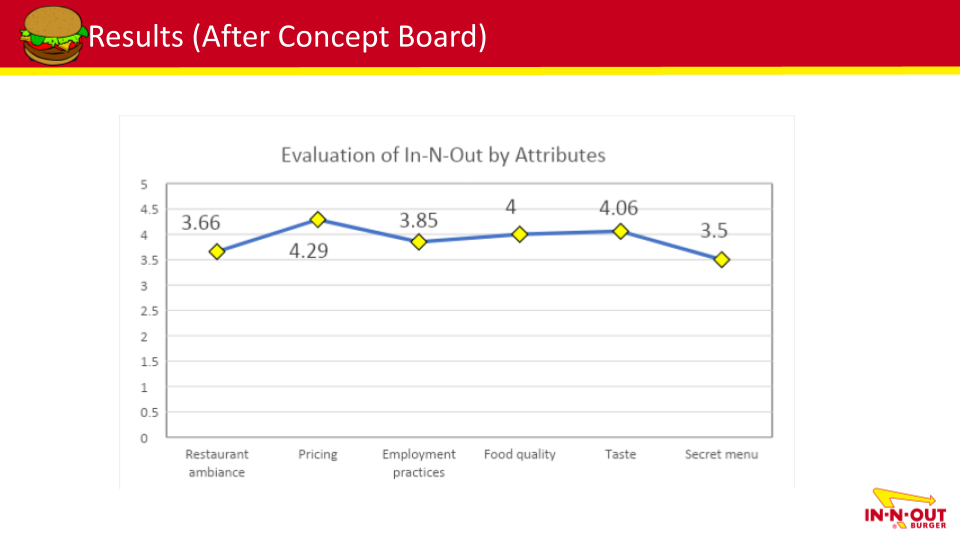 Results (After Concept Board)
Evaluation of In-N-Out by Attributes
5
4.5
4
3.5
3
2.5
2
1.5
1
0.5
0
3.66
4.29
3.85
4
4.06
3.5
Restaurant
ambiance
Pricing
Employment
practices
Food quality
Taste
Secret menu
IN-N-OUT
® BURGER